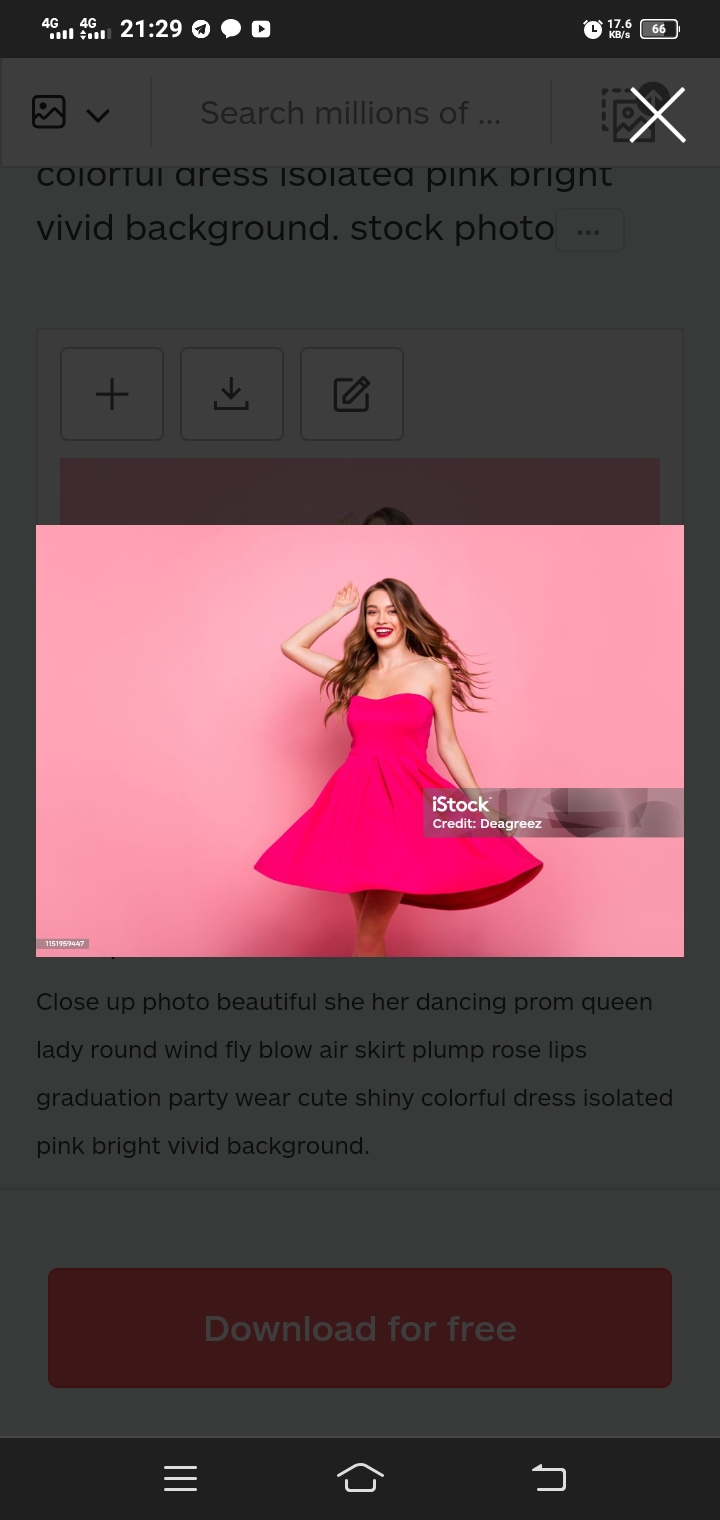 4G 4G 21:29 17.6 KB/s 66
Search millions of ...
colorful dress isolated pink bright
vivid background. stock photo ...
iStock
Credit: Deagreez
1151959447
Close up photo beautiful she her dancing prom queen
lady round wind fly blow air skirt plump rose lips
graduation party wear cute shiny colorful dress isolated
pink bright vivid background.
Download for free